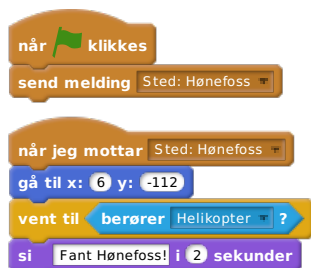 når klikkes
send melding Sted: Hønefoss
når jeg mottar Sted: Hønefoss
gå til x: 6 y: -112
vent til berører Helikopter ?
si Fant Hønefoss! i 2 sekunder